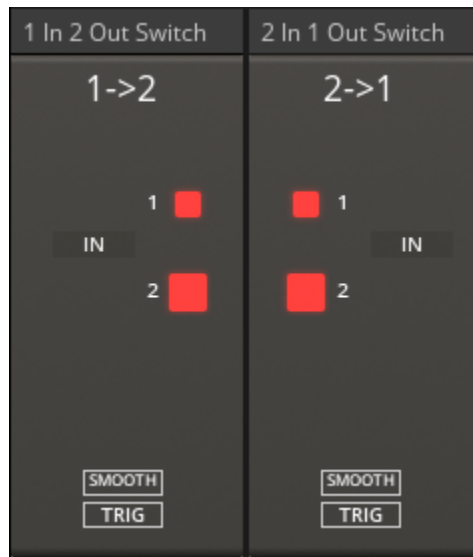 1 In 2 Out Switch
1->2
1
IN
2
SMOOTH
TRIG
2 In 1 Out Switch
2->1
1
IN
2
SMOOTH
TRIG